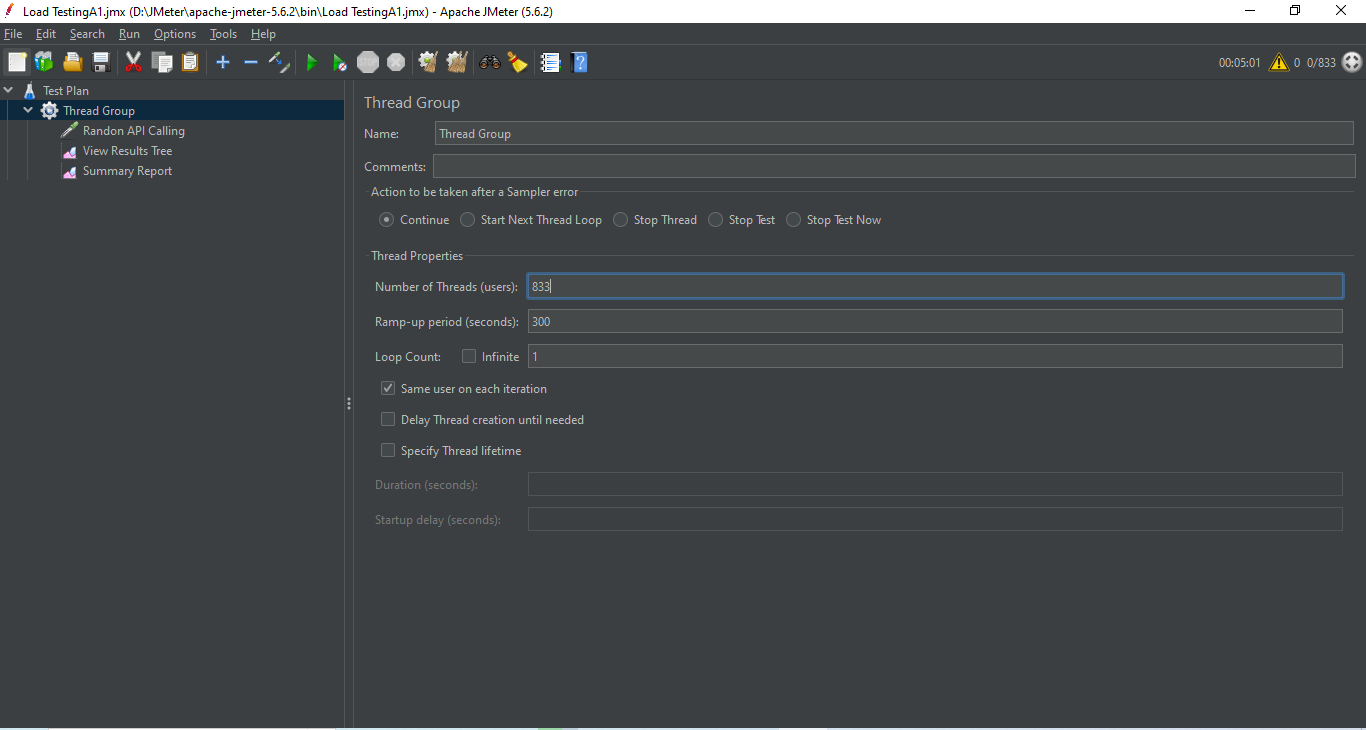 Load TestingA1.jmx (D:\JMeter\apache-jmeter-5.6.2\bin\Load TestingA1.jmx) - Apache JMeter (5.6.2)
File Edit Search Run Options Tools Help
STOP
00:05:01 0 0/833
Test Plan
Thread Group
Randon API Calling
View Results Tree
Summary Report
Thread Group
Name: Thread Group
Comments:
Action to be taken after a Sampler error
Continue Start Next Thread Loop Stop Thread Stop Test Stop Test Now
Thread Properties
Number of Threads (users): 833
Ramp-up period (seconds): 300
Loop Count: Infinite 1
Same user on each iteration
Delay Thread creation until needed
Specify Thread lifetime
Duration (seconds):
Startup delay (seconds):